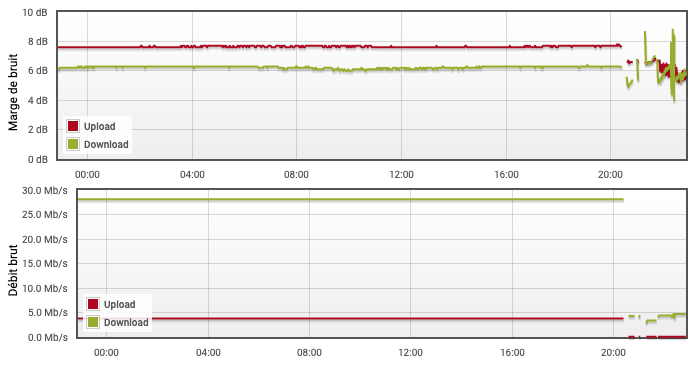 Marge de bruit
10 dB
8 dB
6 dB
4 dB
2 dB
0 dB
Upload
Download
00:00 04:00 08:00 12:00 16:00 20:00
Débit brut
30.0 Mb/s
25.0 Mb/s
20.0 Mb/s
15.0 Mb/s
10.0 Mb/s
5.0 Mb/s
0.0 Mb/s
Upload
Download
00:00 04:00 08:00 12:00 16:00 20:00